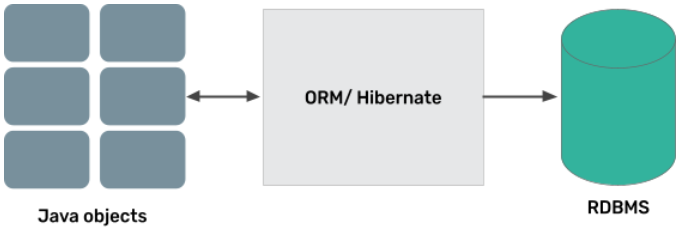 ORM/ Hibernate
Java objects
RDBMS